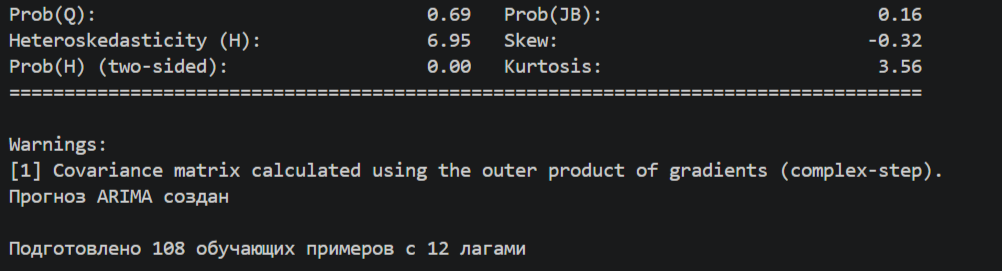 Prob(Q):                              0.69   Prob(JB):                         0.16
Heteroskedasticity (H):               6.95   Skew:                            -0.32
Prob(H) (two-sided):                  0.00   Kurtosis:                         3.56
===================================================================================
Warnings:
[1] Covariance matrix calculated using the outer product of gradients (complex-step).
Прогноз ARIMA создан
Подготовлено 108 обучающих примеров с 12 лагами